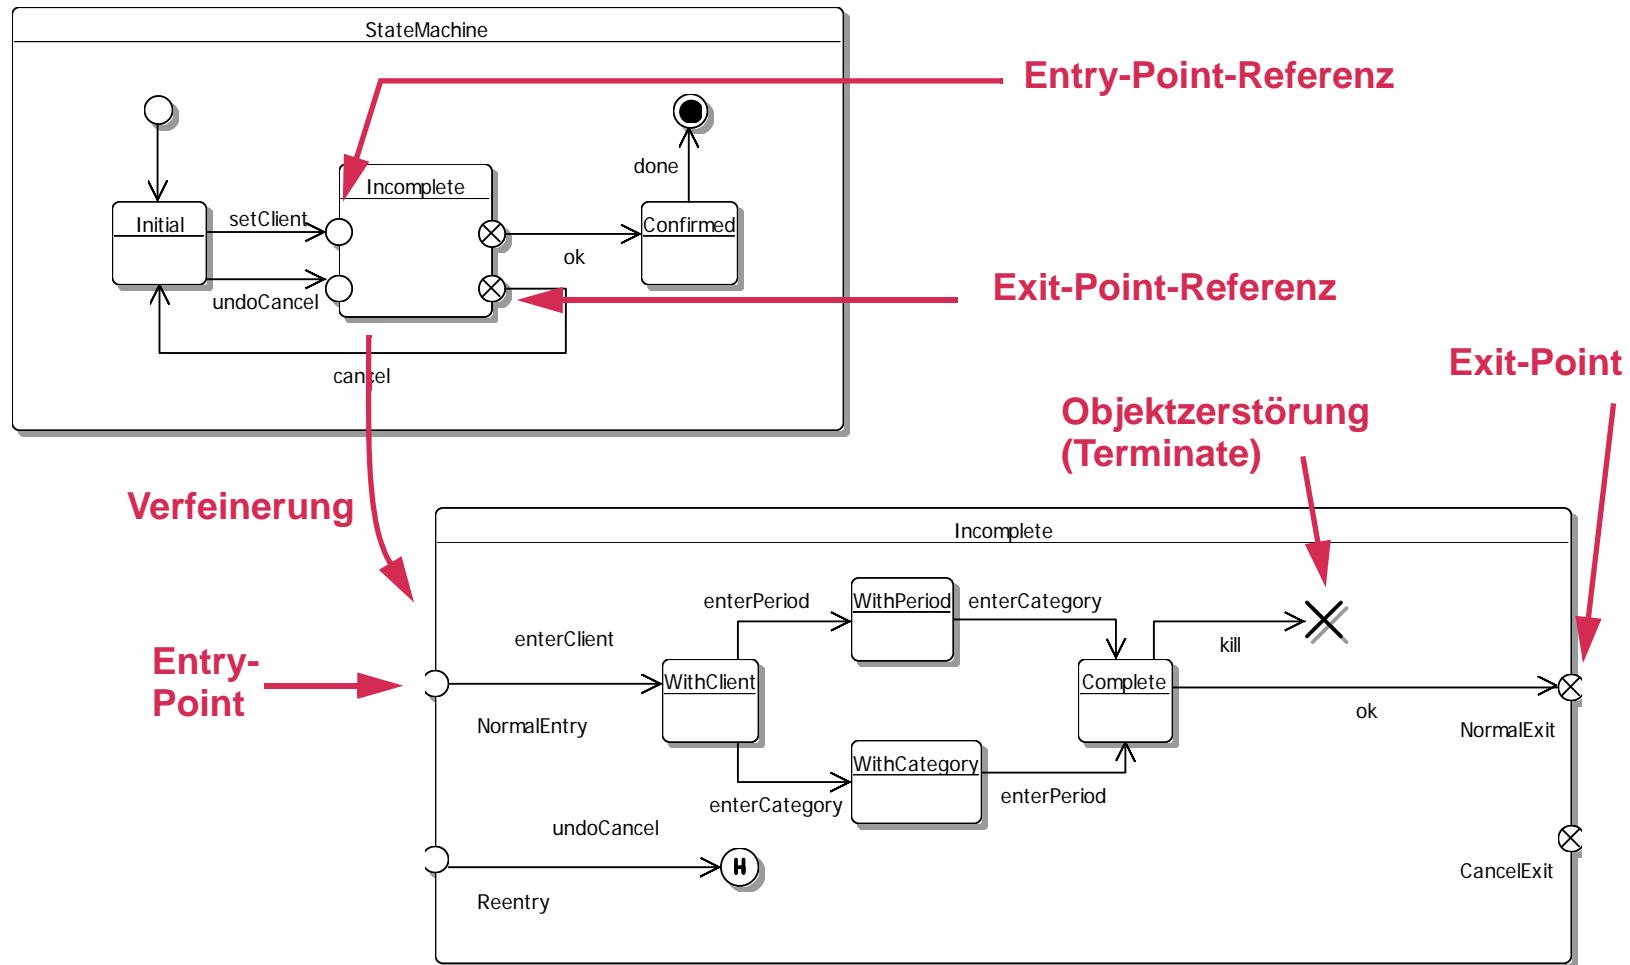 StateMachine
Entry-Point-Referenz
done
Incomplete
Initial
setClient
Confirmed
ok
undoCancel
Exit-Point-Referenz
cancel
Exit-Point
Objektzerstörung
(Terminate)
Verfeinerung
Incomplete
enterPeriod
WithPeriod
enterCategory
enterClient
kill
Entry-
Point
WithClient
Complete
ok
NormalEntry
NormalExit
WithCategory
enterCategory
enterPeriod
undoCancel
H
CancelExit
Reentry